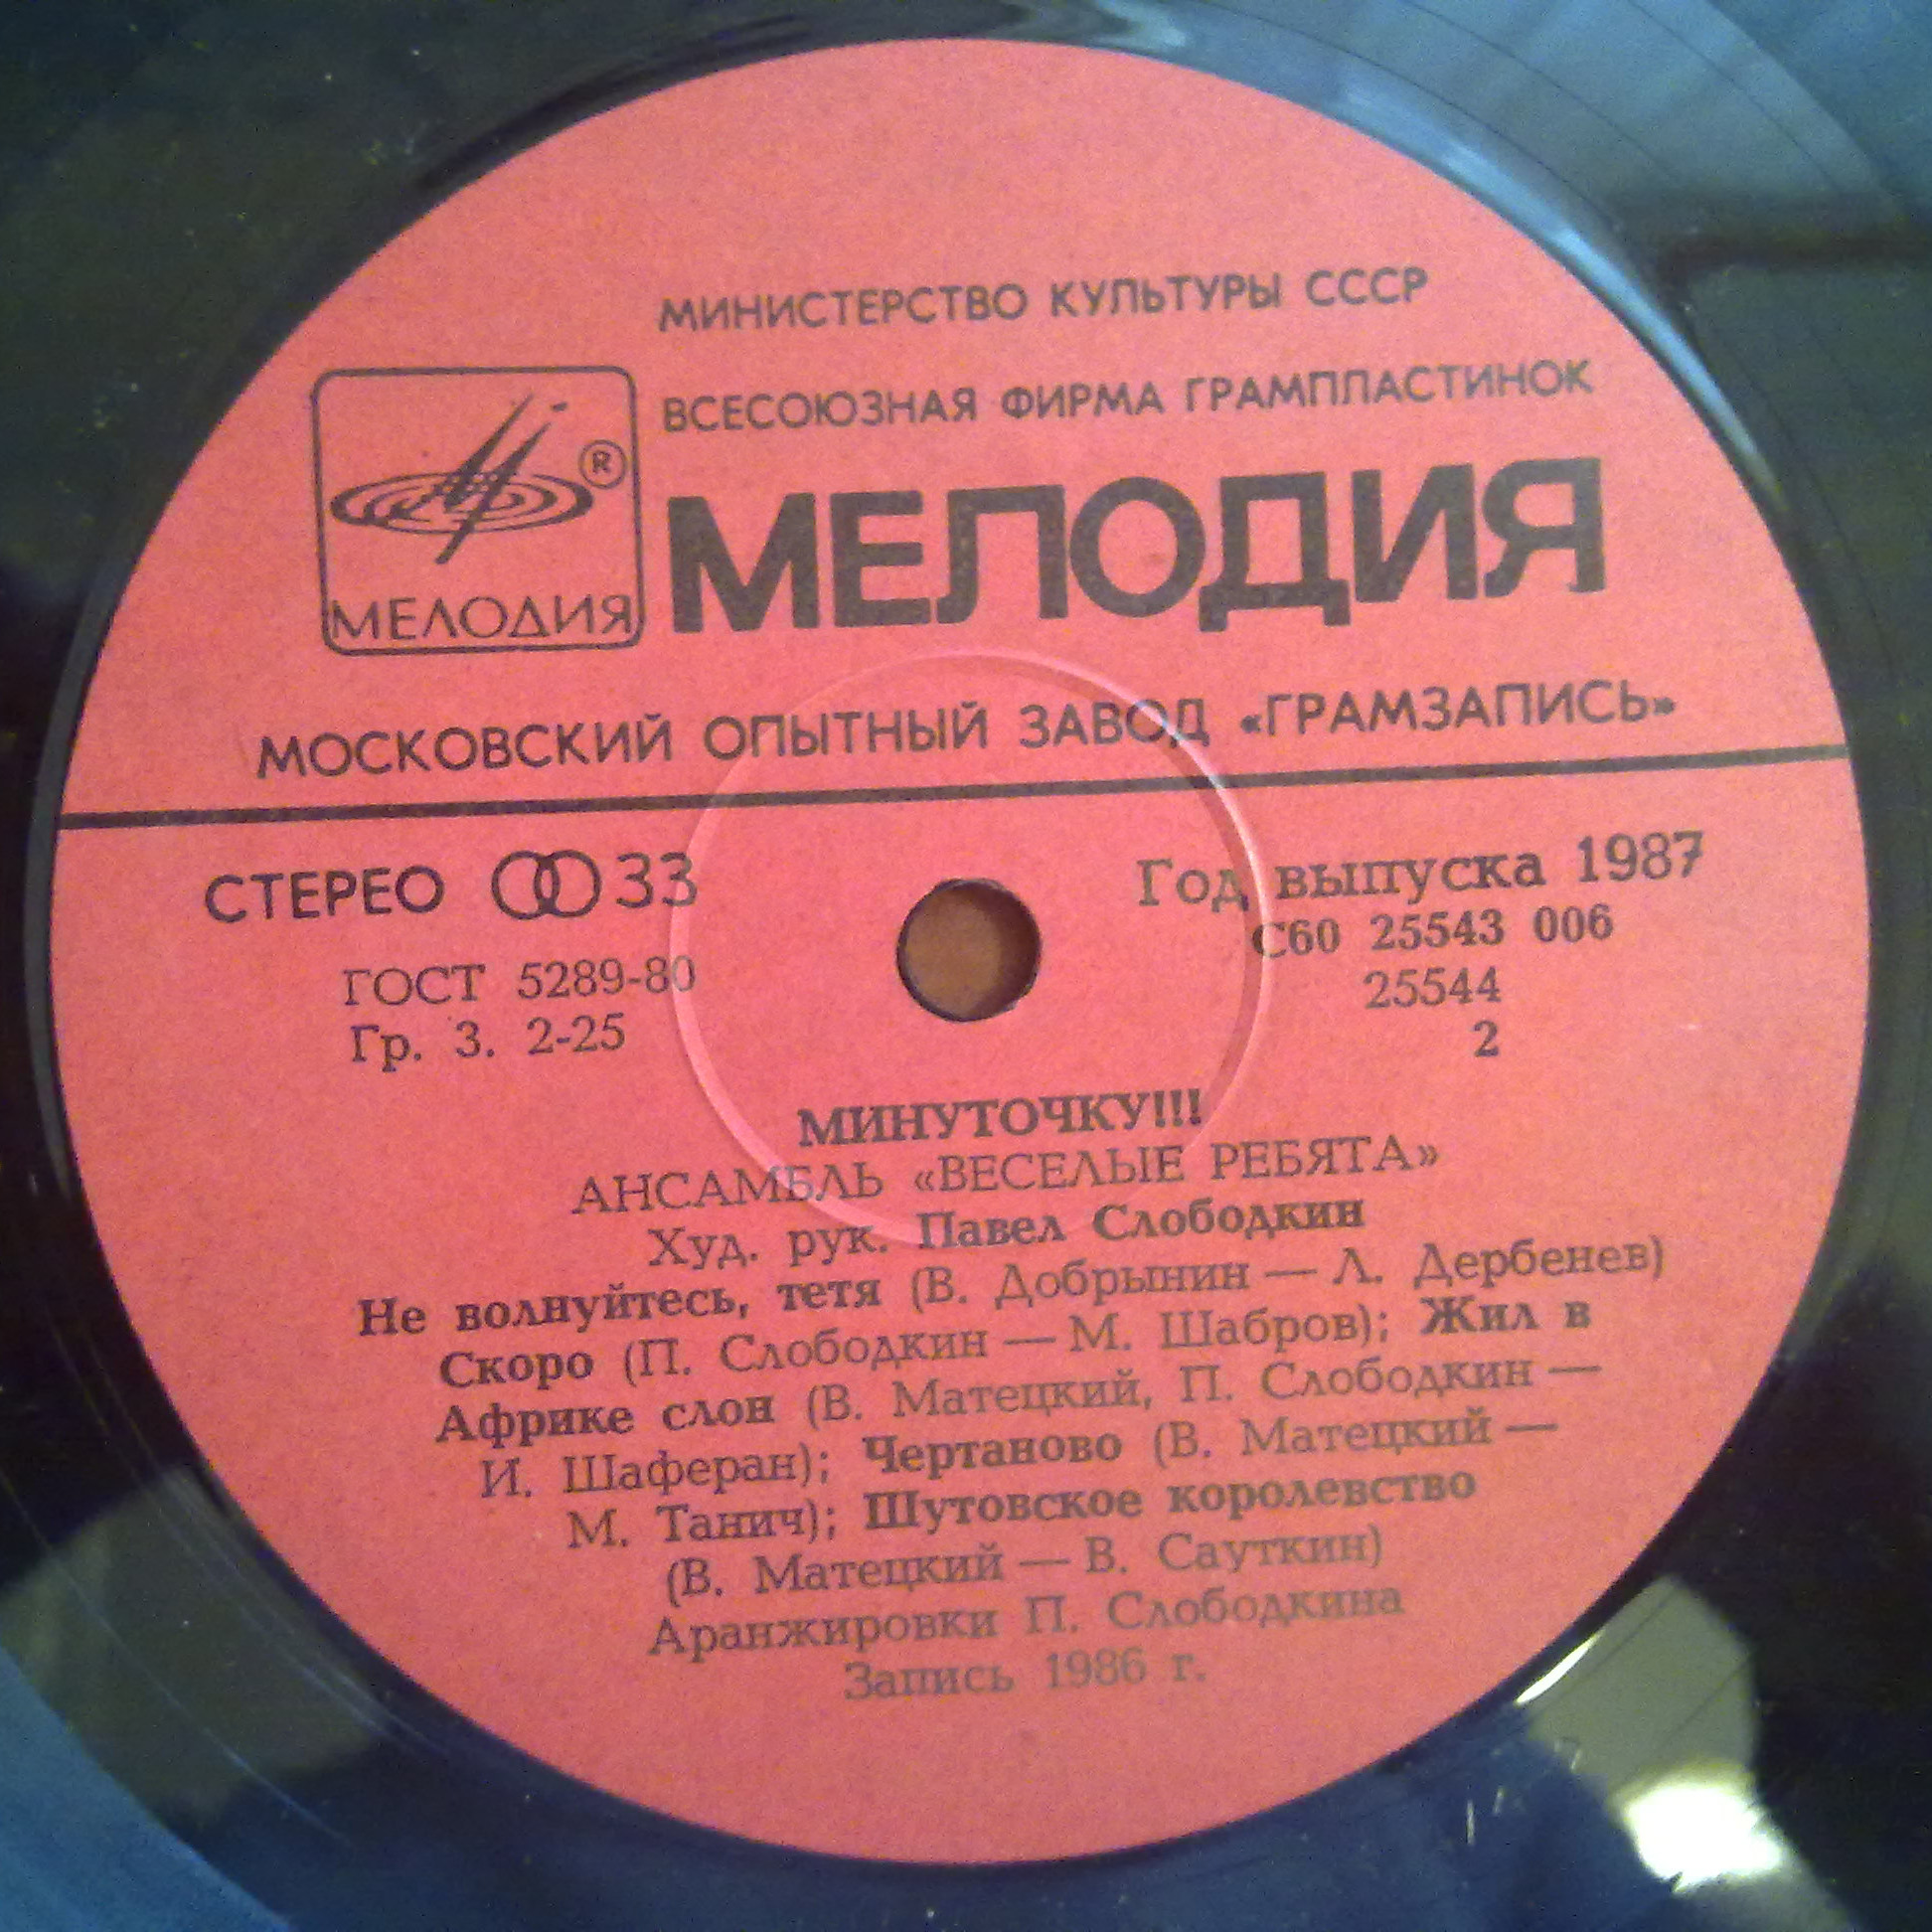 МИНИСТЕРСТВО КУЛЬТУРЫ СССР
ВСЕСОЮЗНАЯ ФИРМА ГРАМПЛАСТИНОК
®
МЕЛОДИЯ
МЕЛОДИЯ
МОСКОВСКИЙ ОПЫТНЫЙ ЗАВОД «ГРАМЗАПИСЬ»
СТЕРЕО 33
ГОСТ 5289-80
Гр. 3. 2-25
Год выпуска 1987
С60 25543 006
25544
2
МИНУТОЧКУ!!!
АНСАМБЛЬ «ВЕСЕЛЫЕ РЕБЯТА»
Худ. рук. Павел Слободкин
Не волнуйтесь, тетя (В. Добрынин — Л. Дербенев)
Скоро (П. Слободкин — М. Шабров); Жил в
Африке слон (В. Матецкий, П. Слободкин —
И. Шаферан); Чертаново (В. Матецкий —
М. Танич); Шутовское королевство
(В. Матецкий — В. Сауткин)
Аранжировки П. Слободкина
Запись 1986 г.